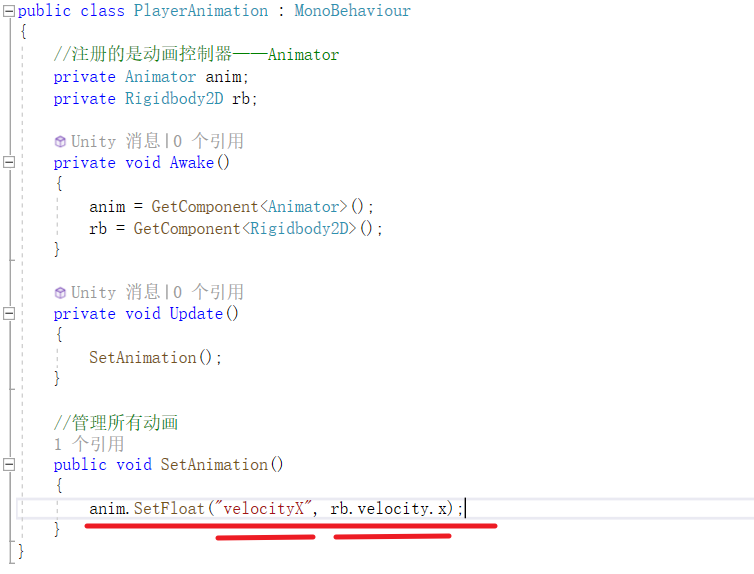 public class PlayerAnimation : MonoBehaviour
{
//注册的是动画控制器——Animator
private Animator anim;
private Rigidbody2D rb;
Unity 消息|0 个引用
private void Awake()
{
anim = GetComponent<Animator>();
rb = GetComponent<Rigidbody2D>();
}
Unity 消息|0 个引用
private void Update()
{
SetAnimation();
}
//管理所有动画
1 个引用
public void SetAnimation()
{
anim.SetFloat("velocityX", rb.velocity.x);
}
}